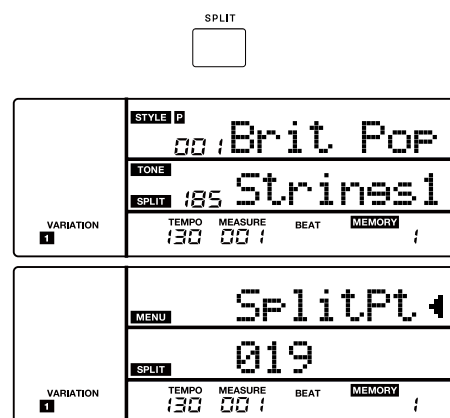 SPLIT
STYLE P
001 Brit Pop
TONE
SPLIT 185 Strings1
VARIATION TEMPO MEASURE BEAT MEMORY
1 130 001 1
SplitPt
MENU
019
SPLIT
VARIATION TEMPO MEASURE BEAT MEMORY
1 130 001 1